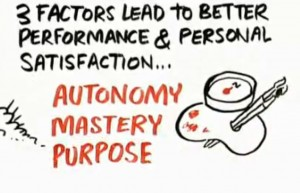 3 FACTORS LEAD TO BETTER
PERFORMANCE & PERSONAL
SATISFACTION...
AUTONOMY
MASTERY
PURPOSE